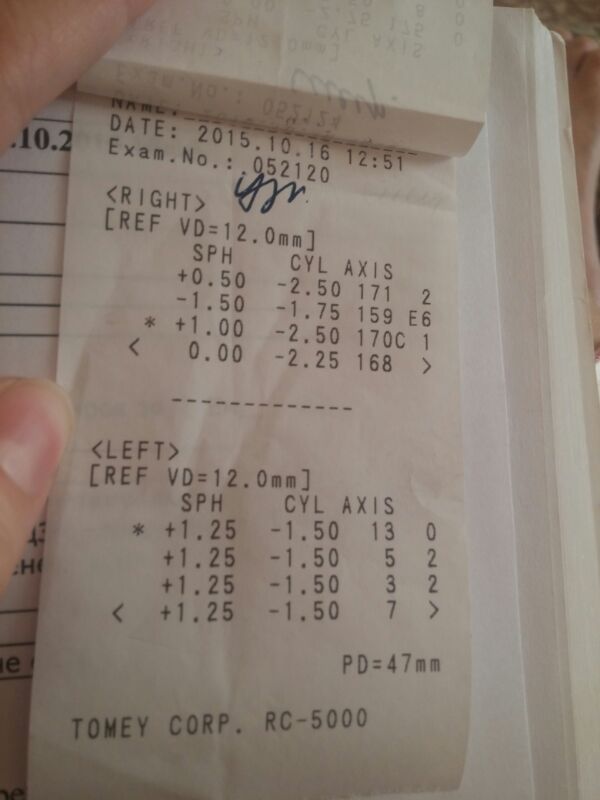 .10.2
NAME:
DATE: 2015.10.16 12:51
Exam.No.: 052120
<RIGHT>
[REF VD=12.0mm]
SPH CYL AXIS
+0.50 -2.50 171 2
-1.50 -1.75 159 E6
* +1.00 -2.50 170C 1
< 0.00 -2.25 168 >
-------------
<LEFT>
[REF VD=12.0mm]
SPH CYL AXIS
* +1.25 -1.50 13 0
+1.25 -1.50 5 2
+1.25 -1.50 3 2
< +1.25 -1.50 7 >
PD=47mm
TOMEY CORP. RC-5000